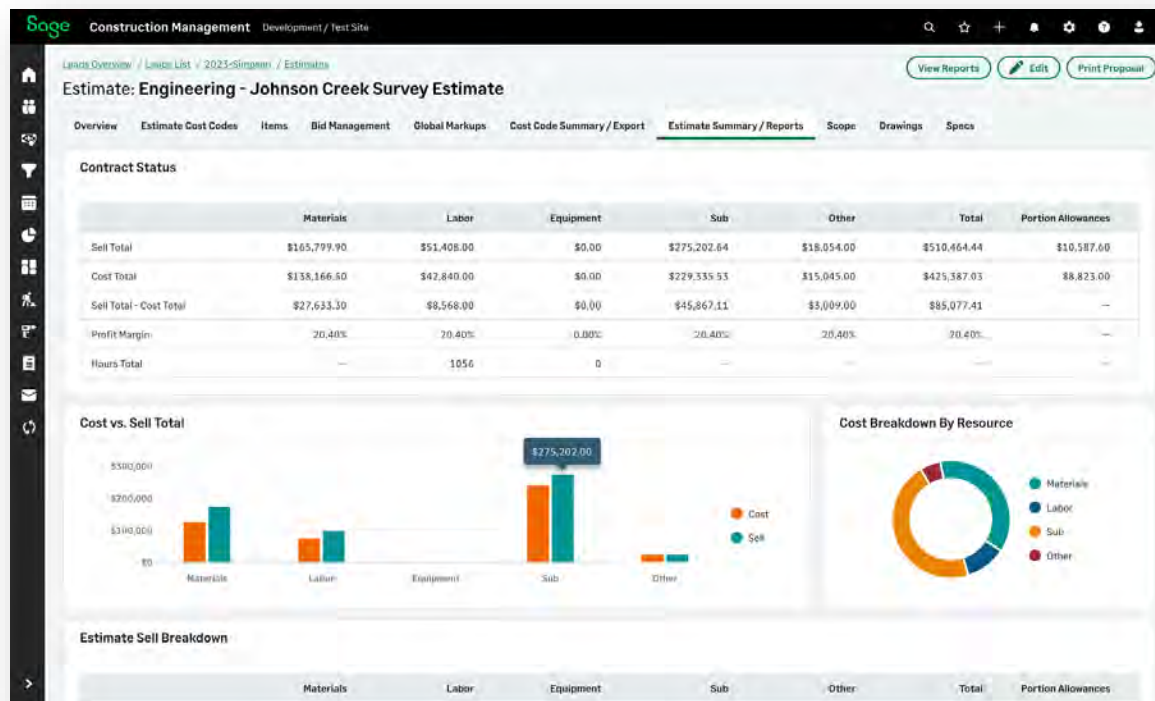 Sage Construction Management Development / Test Site
Leads Overview / Leads List / 2023-Simpson / Estimates
View Reports Edit Print Proposal
Estimate: Engineering - Johnson Creek Survey Estimate
Overview Estimate Cost Codes Items Bid Management Global Markups Cost Code Summary / Export Estimate Summary / Reports Scope Drawings Specs
Contract Status
Materials Labor Equipment Sub Other Total Portion Allowances
Sell Total $165,799.90 $51,408.00 $0.00 $275,202.64 $18,054.00 $510,464.44 $10,587.60
Cost Total $138,166.60 $42,840.00 $0.00 $229,335.53 $15,045.00 $425,387.03 $8,823.00
Sell Total - Cost Total $27,633.30 $8,568.00 $0.00 $45,867.11 $3,009.00 $85,077.41 —
Profit Margin 20.40% 20.40% 0.00% 20.40% 20.40% 20.40% —
Hours Total — 1056 0 — — — —
Cost vs. Sell Total
$275,202.00
$300,000
$200,000
$100,000
$0
Materials Labor Equipment Sub Other
Cost
Sell
Cost Breakdown By Resource
Materials
Labor
Sub
Other
Estimate Sell Breakdown
Materials Labor Equipment Sub Other Total Portion Allowances